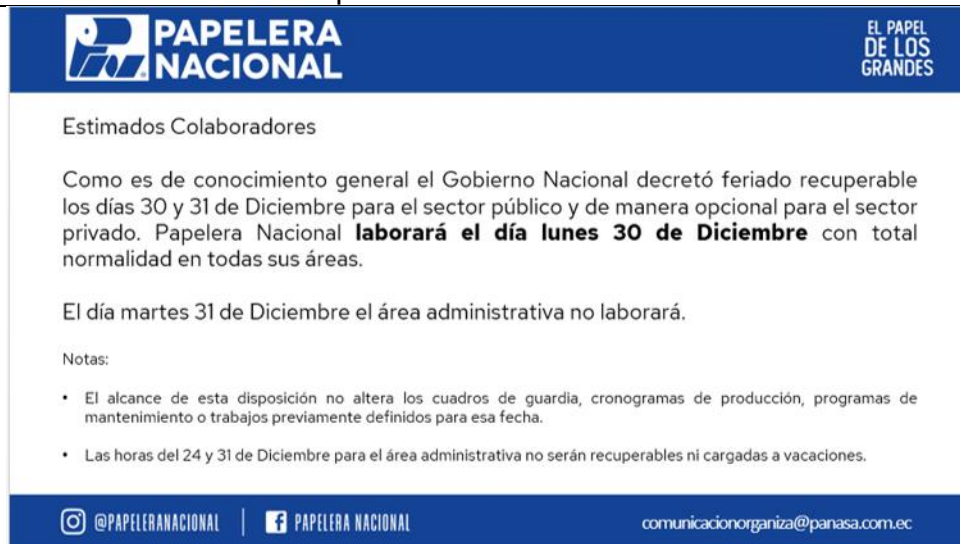 PAPELERA
NACIONAL
EL PAPEL
DE LOS
GRANDES
Estimados Colaboradores
Como es de conocimiento general el Gobierno Nacional decretó feriado recuperable
los días 30 y 31 de Diciembre para el sector público y de manera opcional para el sector
privado. Papelera Nacional laborará el día lunes 30 de Diciembre con total
normalidad en todas sus áreas.
El día martes 31 de Diciembre el área administrativa no laborará.
Notas:
• El alcance de esta disposición no altera los cuadros de guardia, cronogramas de producción, programas de
mantenimiento o trabajos previamente definidos para esa fecha.
• Las horas del 24 y 31 de Diciembre para el área administrativa no serán recuperables ni cargadas a vacaciones.
@PAPELERANACIONAL | PAPELERA NACIONAL
comunicacionorganiza@panasa.com.ec